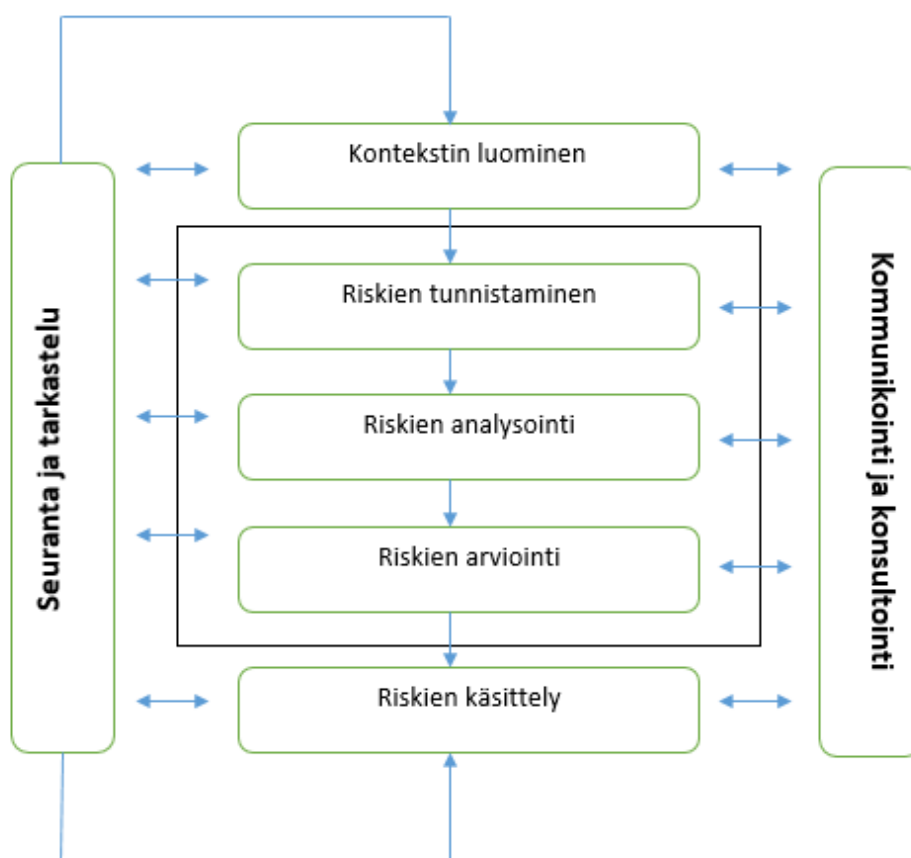 Kontekstin luominen
Seuranta ja tarkastelu
Riskien tunnistaminen
Riskien analysointi
Riskien arviointi
Riskien käsittely
Kommunikointi ja konsultointi